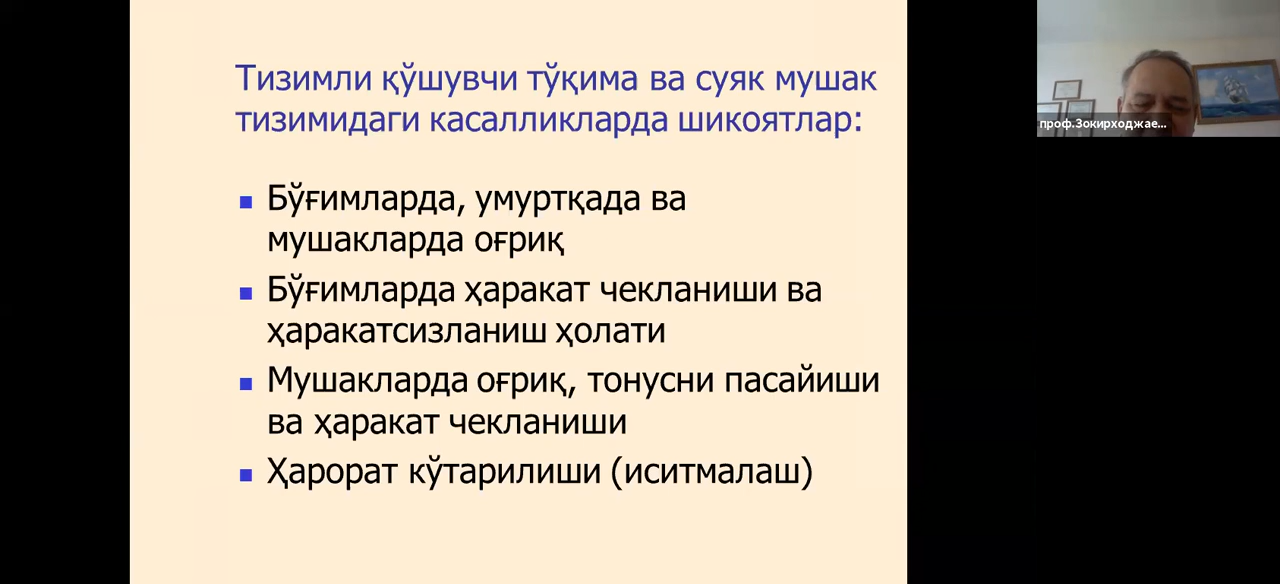 Тизимли қўшувчи тўқима ва суяк мушак
тизимидаги касалликларда шикоятлар:
Бўғимларда, умуртқада ва
мушакларда оғриқ
Бўғимларда ҳаракат чекланиши ва
ҳаракатсизланиш ҳолати
Мушакларда оғриқ, тонусни пасайиши
ва ҳаракат чекланиши
Ҳарорат кўтарилиши (иситмалаш)
проф.Зокирходжае...